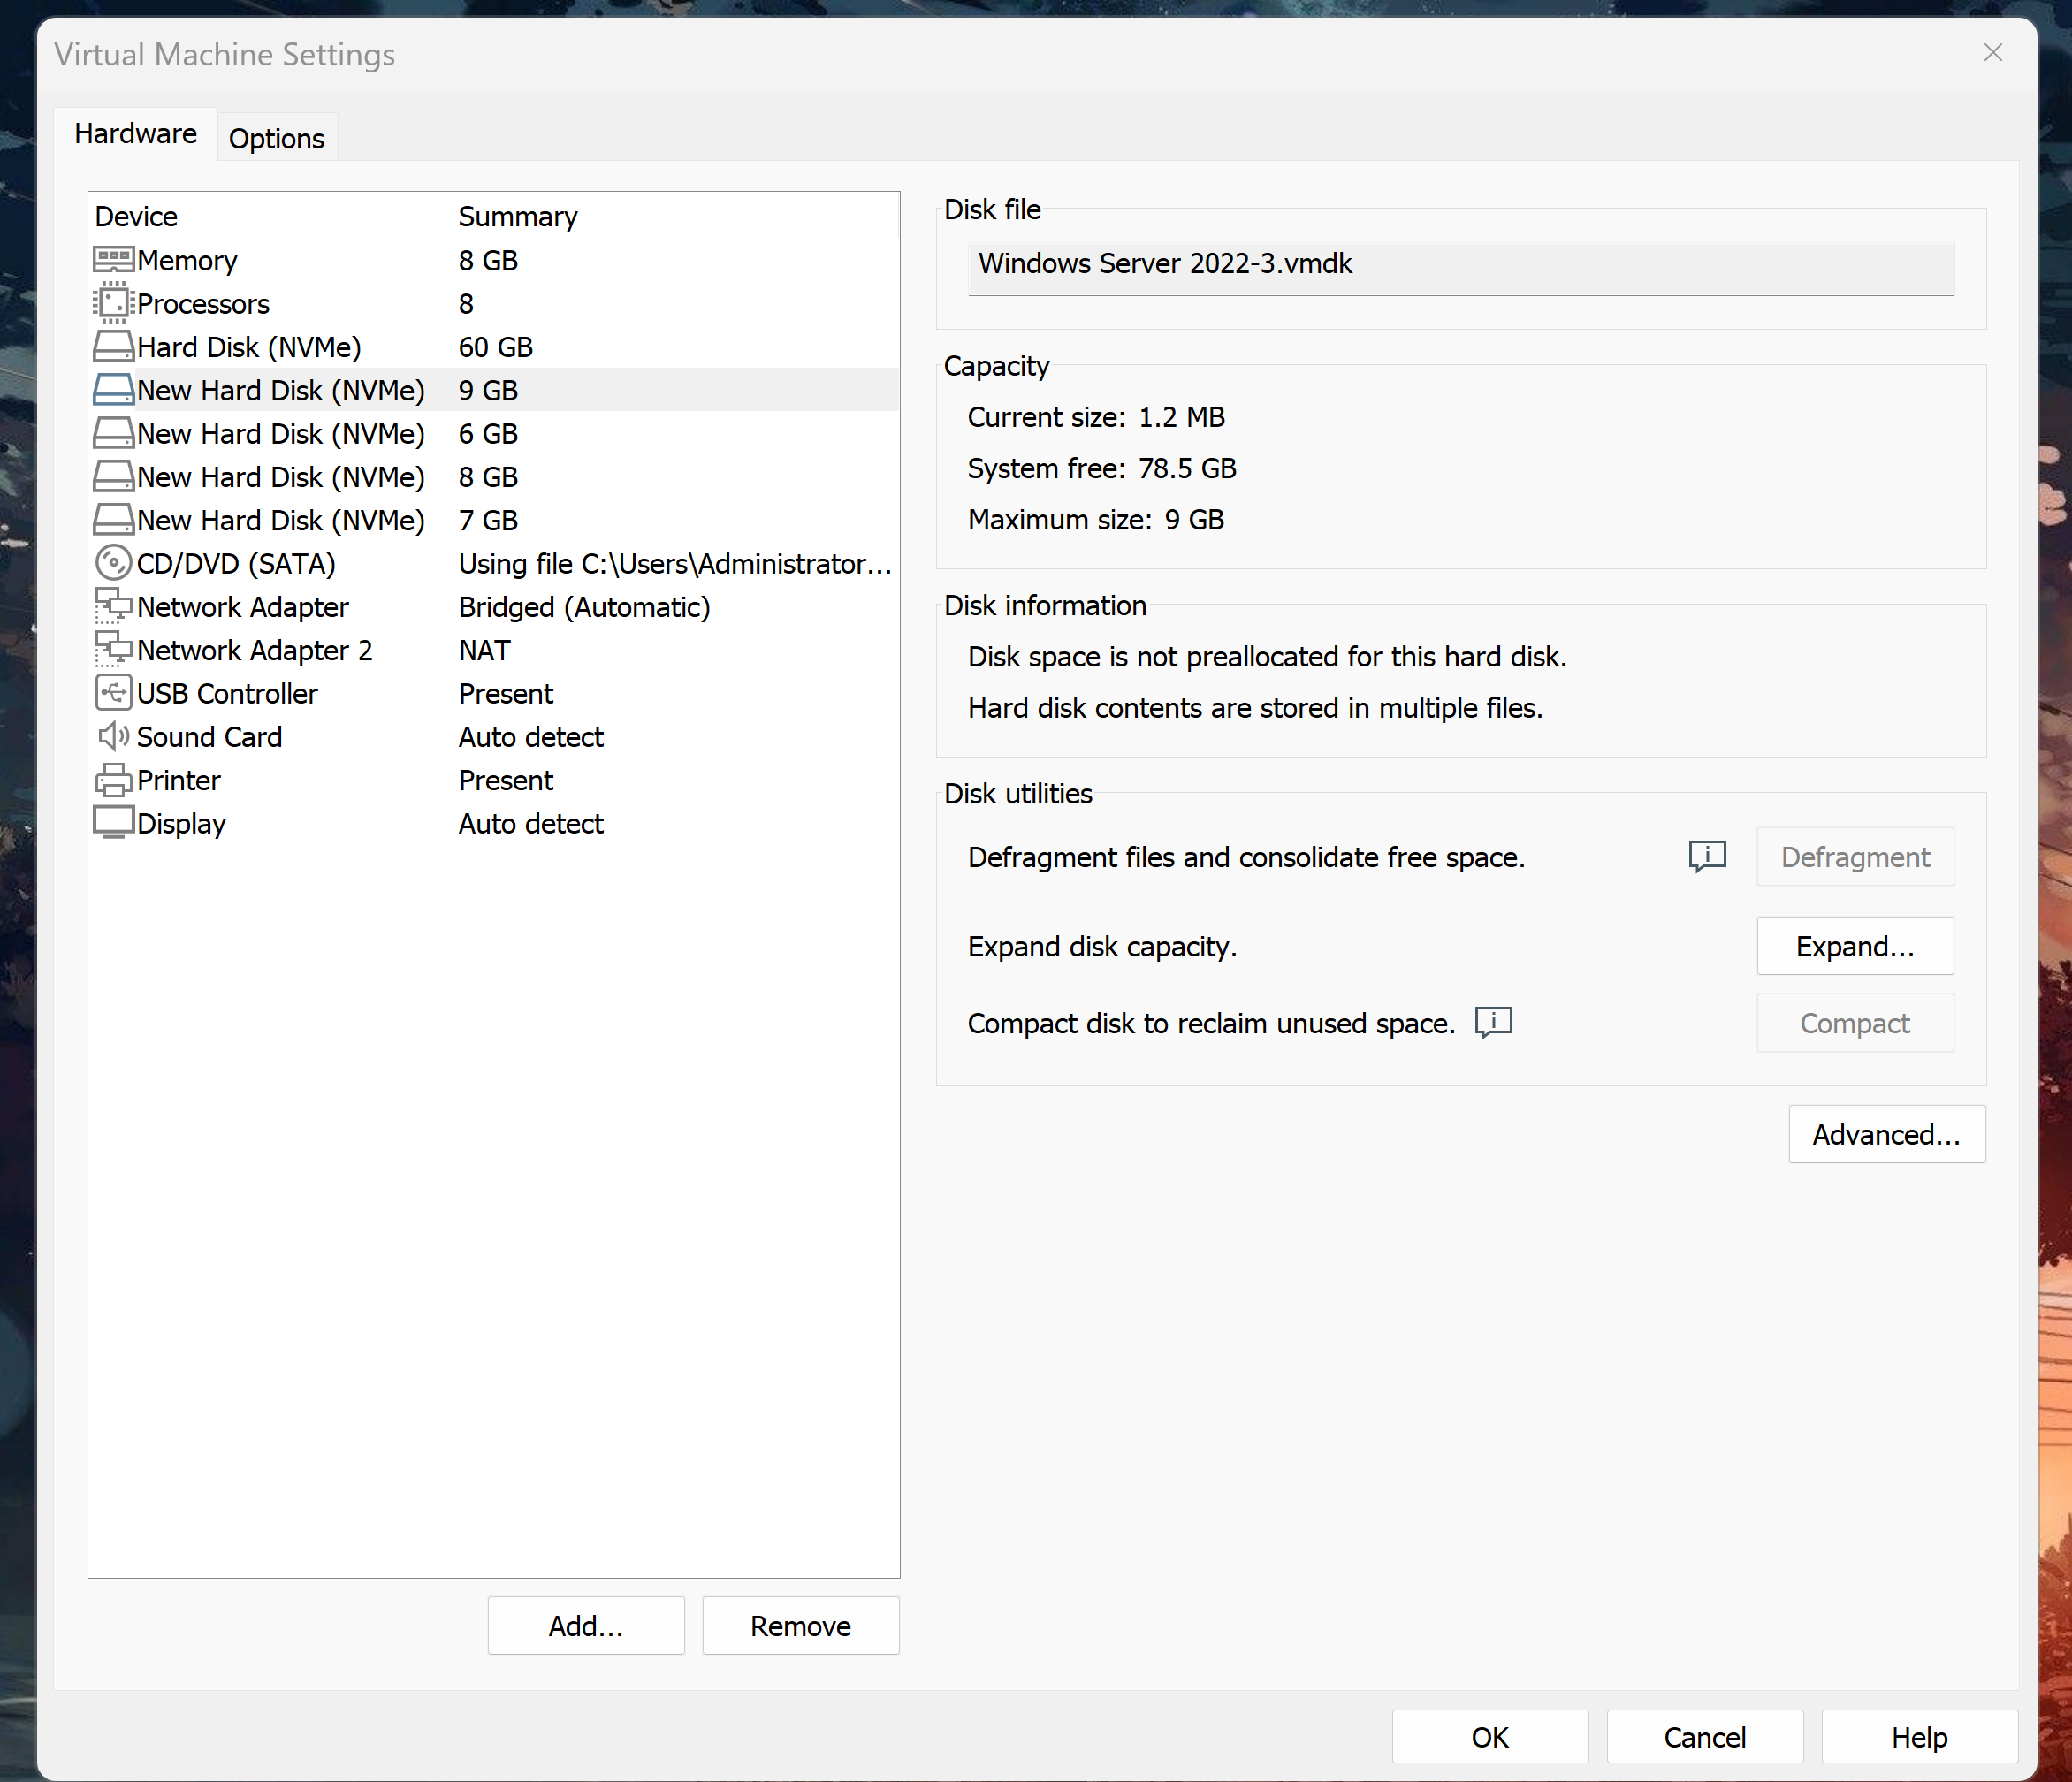 Virtual Machine Settings
Hardware
Options
Device Summary
Memory 8 GB
Processors 8
Hard Disk (NVMe) 60 GB
New Hard Disk (NVMe) 9 GB
New Hard Disk (NVMe) 6 GB
New Hard Disk (NVMe) 8 GB
New Hard Disk (NVMe) 7 GB
CD/DVD (SATA) Using file C:\Users\Administrator...
Network Adapter Bridged (Automatic)
Network Adapter 2 NAT
USB Controller Present
Sound Card Auto detect
Printer Present
Display Auto detect
Add...
Remove
Disk file
Windows Server 2022-3.vmdk
Capacity
Current size: 1.2 MB
System free: 78.5 GB
Maximum size: 9 GB
Disk information
Disk space is not preallocated for this hard disk.
Hard disk contents are stored in multiple files.
Disk utilities
Defragment files and consolidate free space. Defragment
Expand disk capacity. Expand...
Compact disk to reclaim unused space. Compact
Advanced...
OK
Cancel
Help